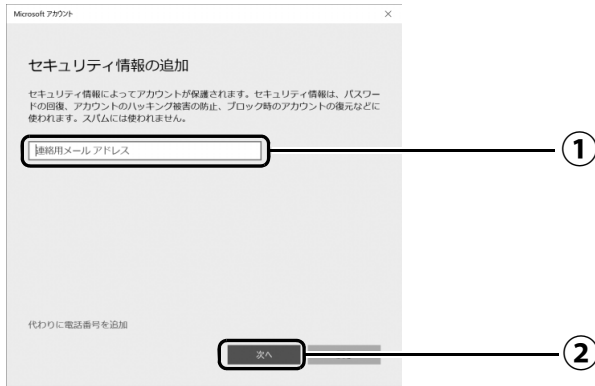 Microsoft アカウント
セキュリティ情報の追加
セキュリティ情報によってアカウントが保護されます。セキュリティ情報は、パスワー
ドの回復、アカウントのハッキング被害の防止、ブロック時のアカウントの復元などに
使われます。スパムには使われません。
連絡用メール アドレス
①
代わりに電話番号を追加
次へ
②